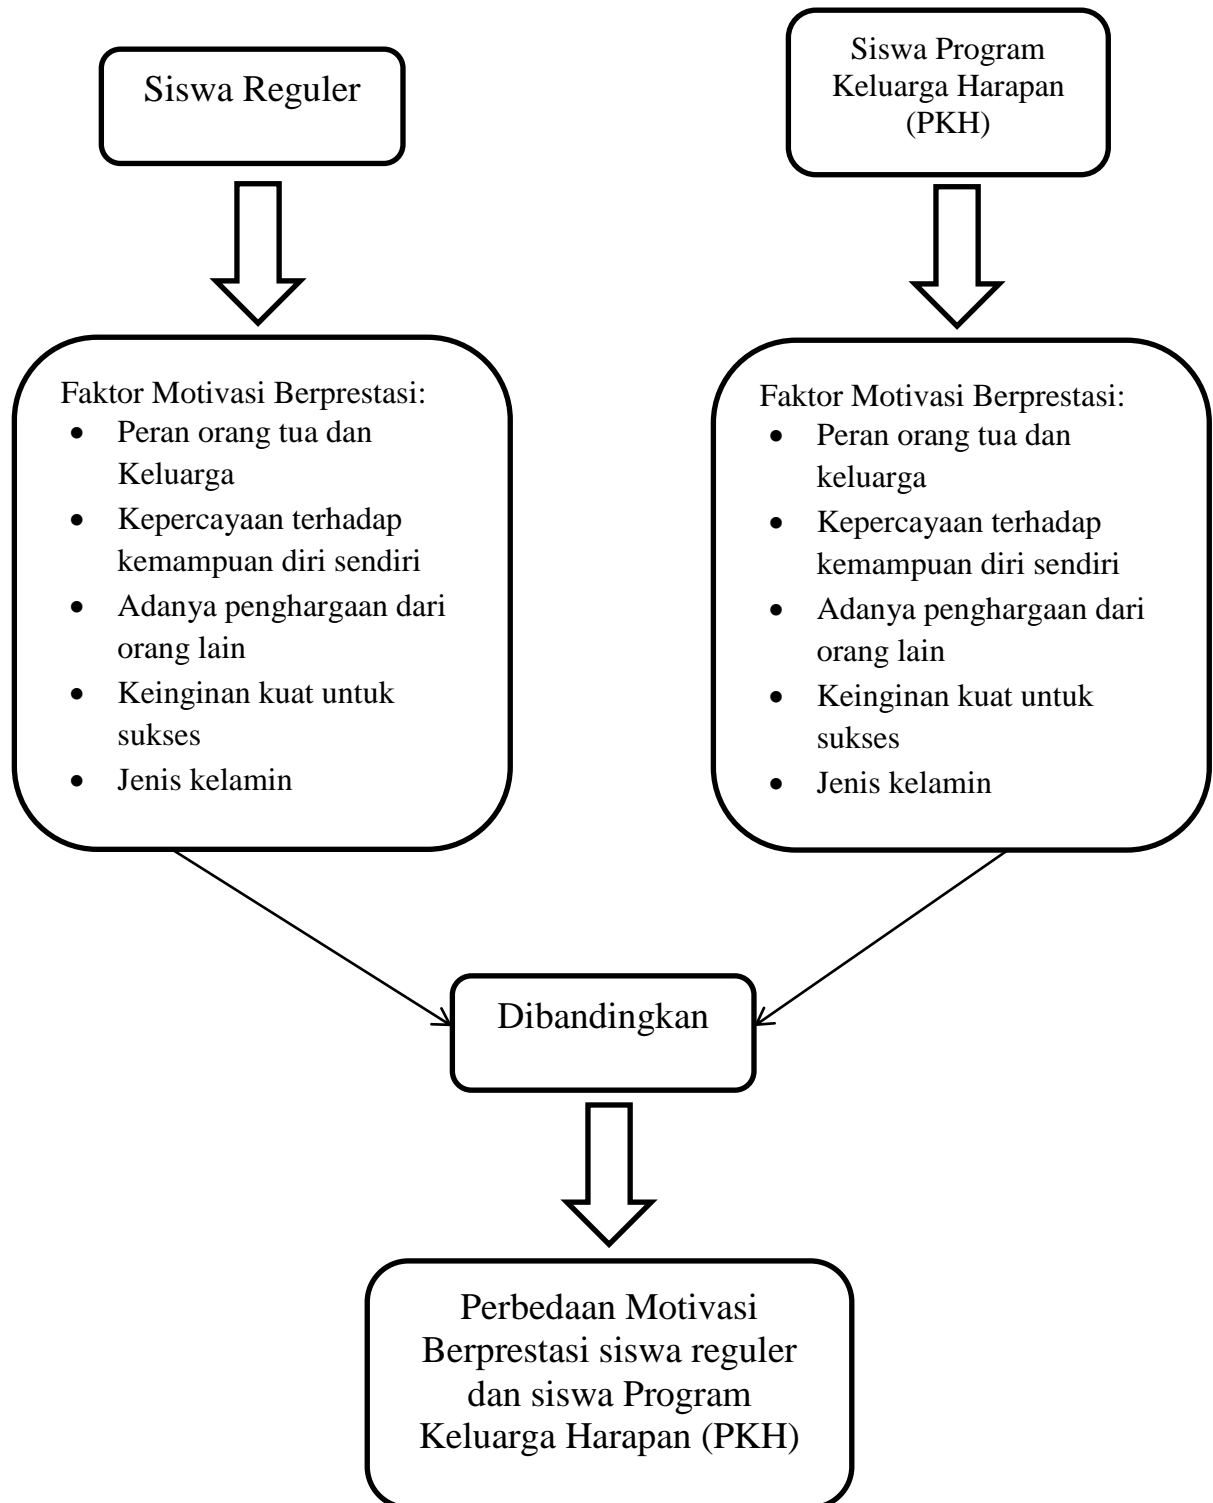 Siswa Reguler
Siswa Program
Keluarga Harapan
(PKH)
Faktor Motivasi Berprestasi:
• Peran orang tua dan
Keluarga
• Kepercayaan terhadap
kemampuan diri sendiri
• Adanya penghargaan dari
orang lain
• Keinginan kuat untuk
sukses
• Jenis kelamin
Faktor Motivasi Berprestasi:
• Peran orang tua dan
keluarga
• Kepercayaan terhadap
kemampuan diri sendiri
• Adanya penghargaan dari
orang lain
• Keinginan kuat untuk
sukses
• Jenis kelamin
Dibandingkan
Perbedaan Motivasi
Berprestasi siswa reguler
dan siswa Program
Keluarga Harapan (PKH)